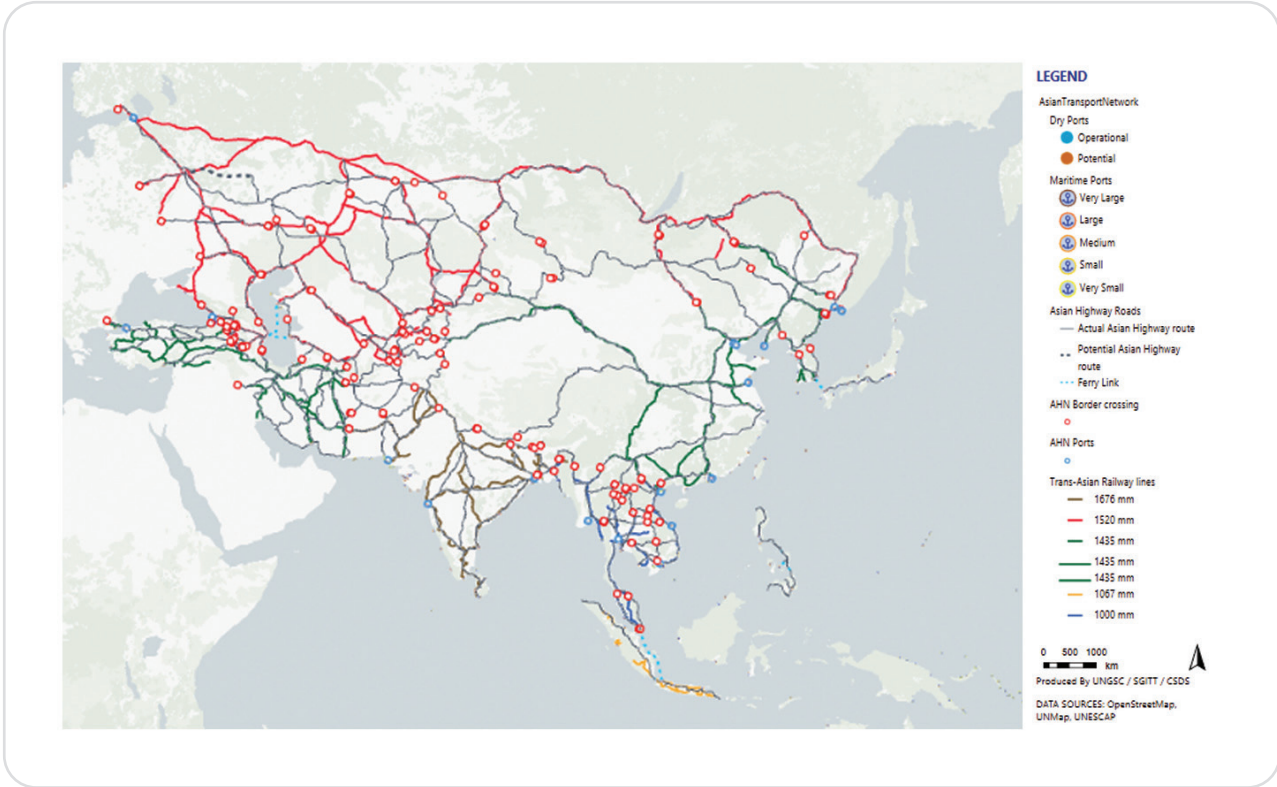 LEGEND
AsianTransportNetwork
Dry Ports
Operational
Potential
Maritime Ports
Very Large
Large
Medium
Small
Very Small
Asian Highway Roads
Actual Asian Highway route
Potential Asian Highway
route
Ferry Link
AHN Border crossing
AHN Ports
Trans-Asian Railway lines
1676 mm
1520 mm
1435 mm
1435 mm
1435 mm
1067 mm
1000 mm
0 500 1000
km
Produced By UNGSC / SGITT / CSDS
DATA SOURCES: OpenStreetMap,
UNMap, UNESCAP